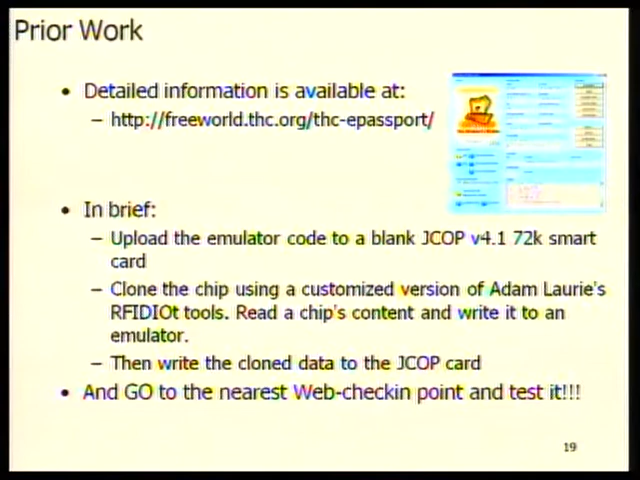 Prior Work
• Detailed information is available at:
– http://freeworld.thc.org/thc-epassport/
• In brief:
– Upload the emulator code to a blank JCOP v4.1 72k smart
card
– Clone the chip using a customized version of Adam Laurie's
RFIDIOt tools. Read a chip's content and write it to an
emulator.
– Then write the cloned data to the JCOP card
• And GO to the nearest Web-checkin point and test it!!!
19